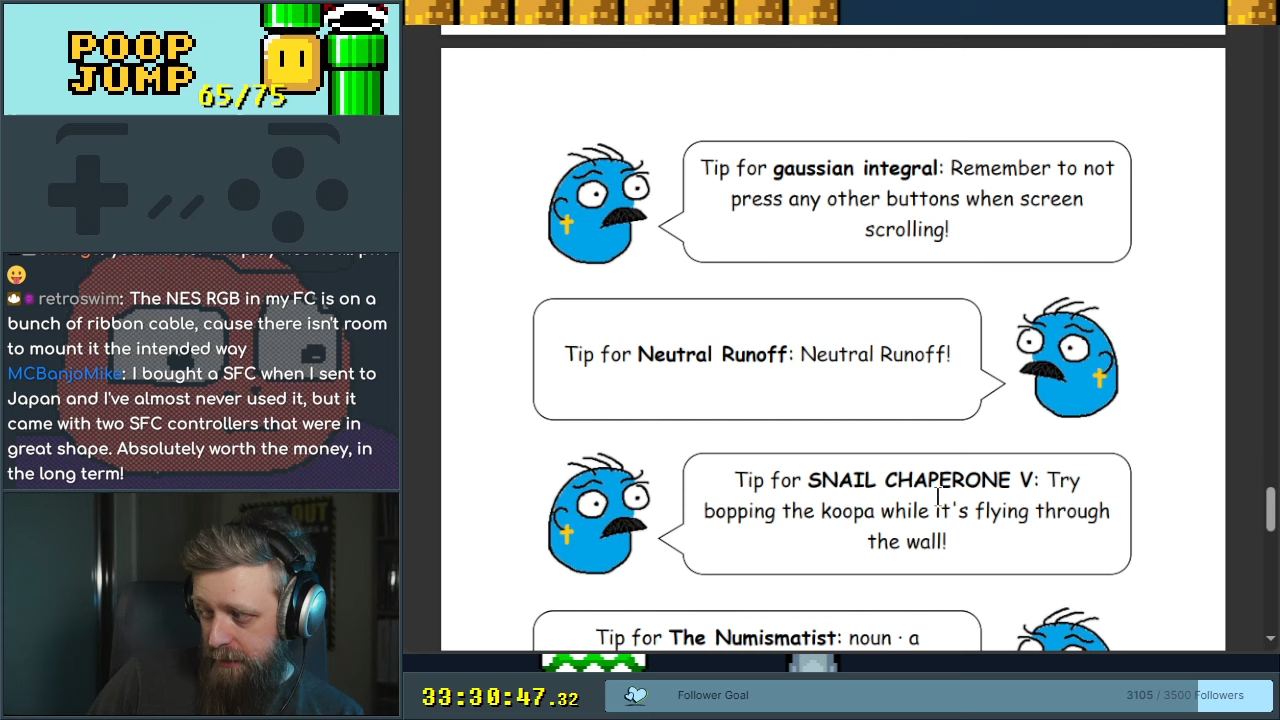 POOP
JUMP
65/75
retroswim: The NES RGB in my FC is on a
bunch of ribbon cable, cause there isn't room
to mount it the intended way
MCBanjoMike: I bought a SFC when I sent to
Japan and I've almost never used it, but it
came with two SFC controllers that were in
great shape. Absolutely worth the money, in
the long term!
Tip for gaussian integral: Remember to not
press any other buttons when screen
scrolling!
Tip for Neutral Runoff: Neutral Runoff!
Tip for SNAIL CHAPERONE V: Try
bopping the koopa while it's flying through
the wall!
Tip for The Numismatist: noun · a
33:30:47.32
Follower Goal
3105 / 3500 Followers